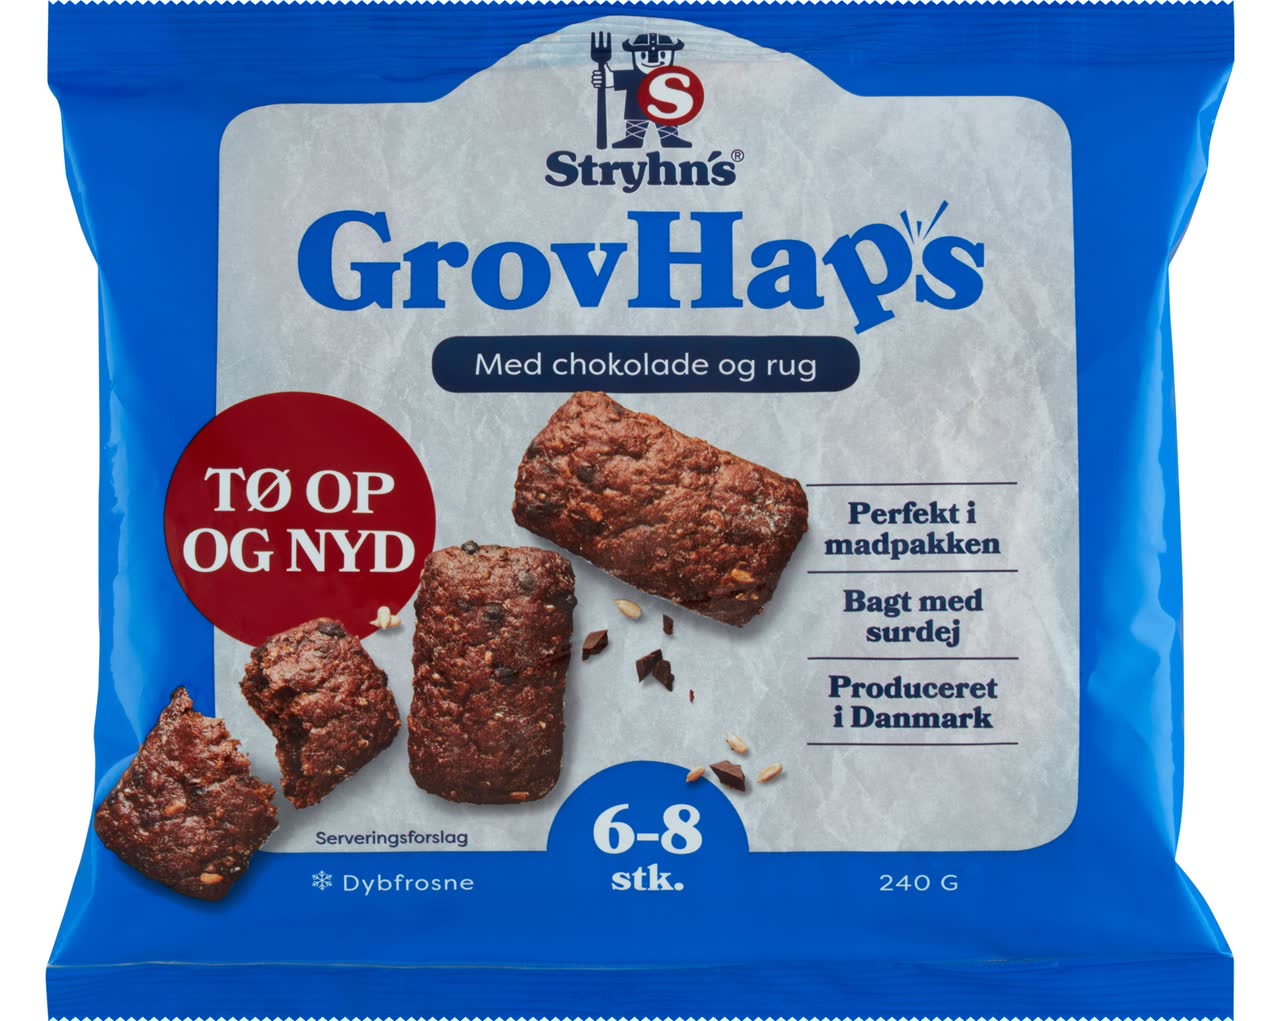 S
Stryhn's®
GrovHaps
Med chokolade og rug
TØ OP
OG NYD
Perfekt i
madpakken
Bagt med
surdej
Produceret
i Danmark
Serveringsforslag
6-8
stk.
Dybfrosne
240 G